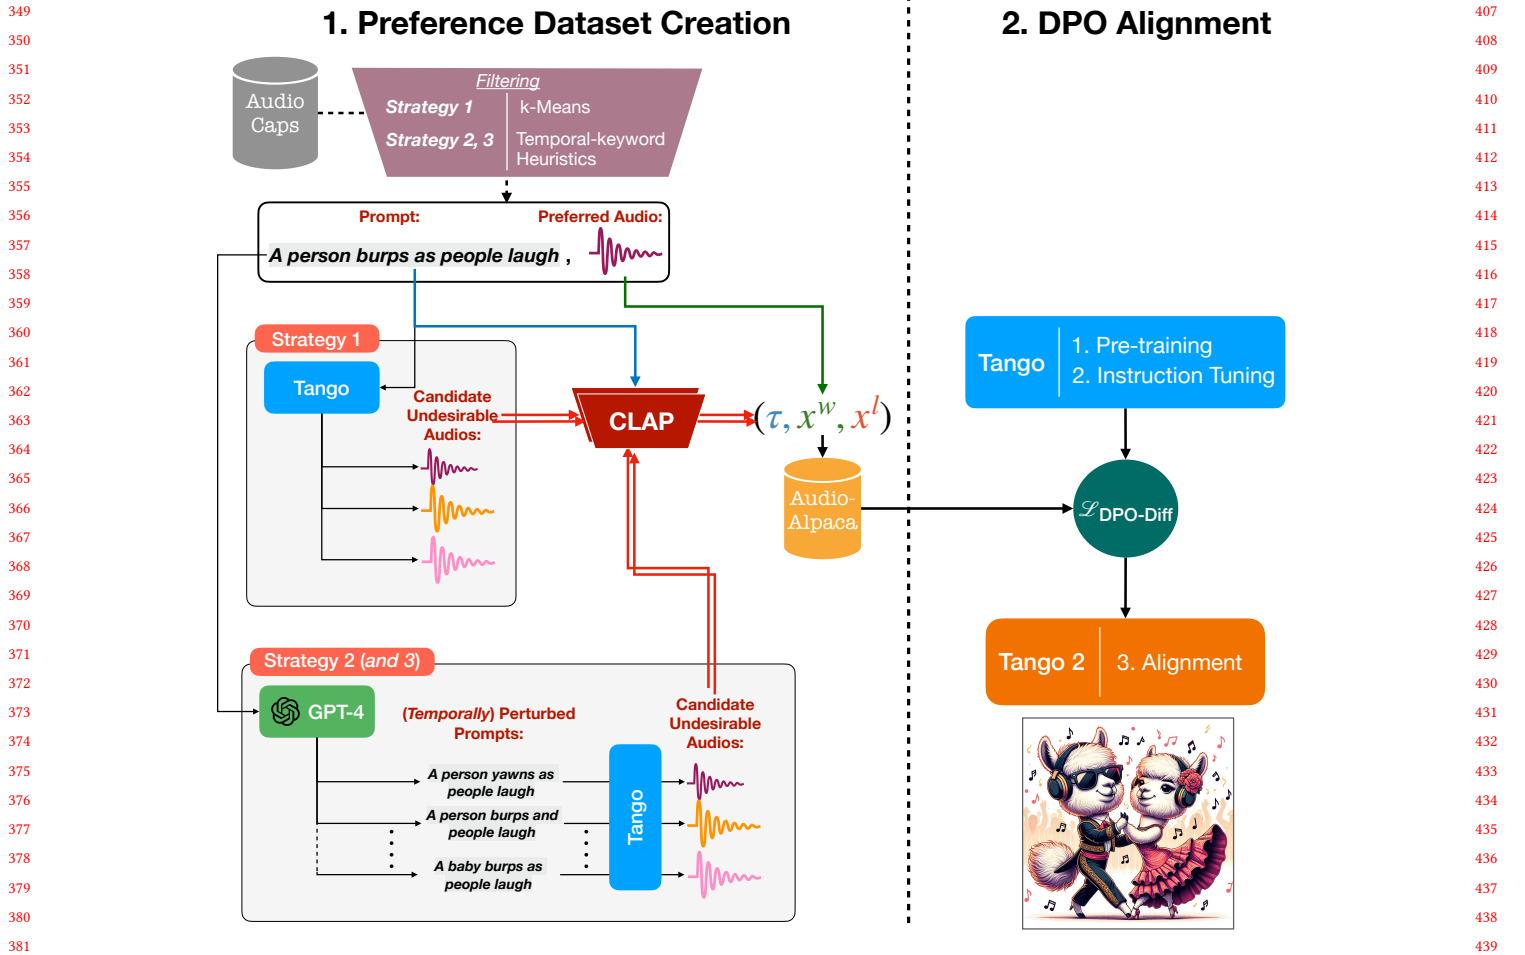 1. Preference Dataset Creation
2. DPO Alignment
349
350
351
352
353
354
355
356
357
358
359
360
361
362
363
364
365
366
367
368
369
370
371
372
373
374
375
376
377
378
379
380
381
Audio
Caps
Filtering
Strategy 1 k-Means
Strategy 2, 3 Temporal-keyword
Heuristics
Prompt: Preferred Audio:
A person burps as people laugh ,
Strategy 1
Tango
Candidate
Undesirable
Audios:
CLAP
(τ, x^w, x^l)
Audio-
Alpaca
Strategy 2 (and 3)
GPT-4
(Temporally) Perturbed
Prompts:
A person yawns as
people laugh
A person burps and
people laugh
A baby burps as
people laugh
Tango
Candidate
Undesirable
Audios:
Tango
1. Pre-training
2. Instruction Tuning
ℒ DPO-Diff
Tango 2
3. Alignment
407
408
409
410
411
412
413
414
415
416
417
418
419
420
421
422
423
424
425
426
427
428
429
430
431
432
433
434
435
436
437
438
439